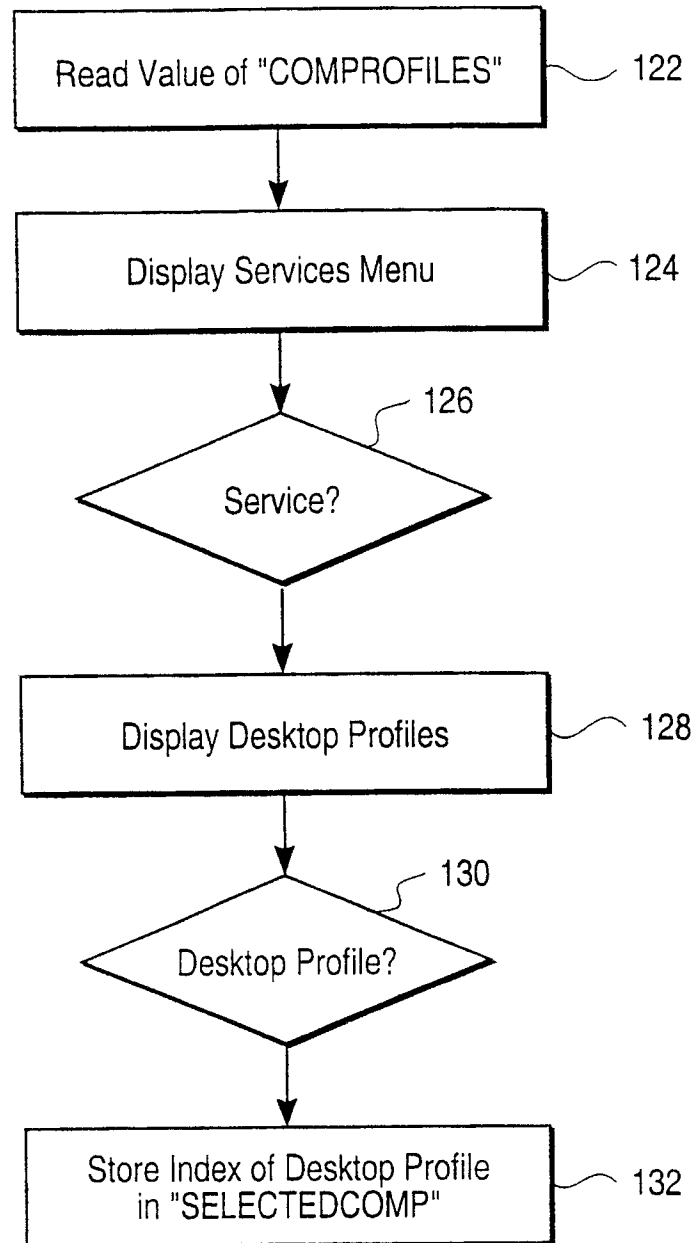 Read Value of "COMPROFILES"
122
Display Services Menu
124
126
Service?
Display Desktop Profiles
128
130
Desktop Profile?
Store Index of Desktop Profile
in "SELECTEDCOMP"
132